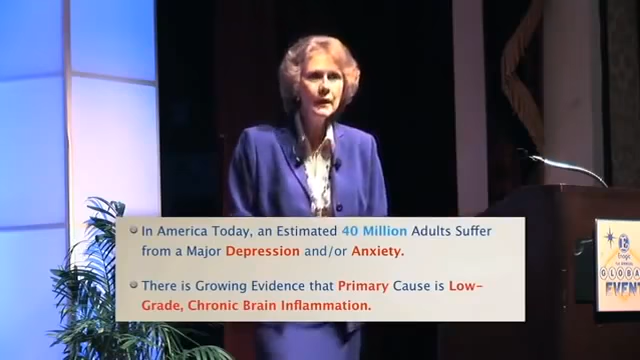 In America Today, an Estimated 40 Million Adults Suffer
from a Major Depression and/or Anxiety.
There is Growing Evidence that Primary Cause is Low-
Grade, Chronic Brain Inflammation.
GLOBAL
EVENT